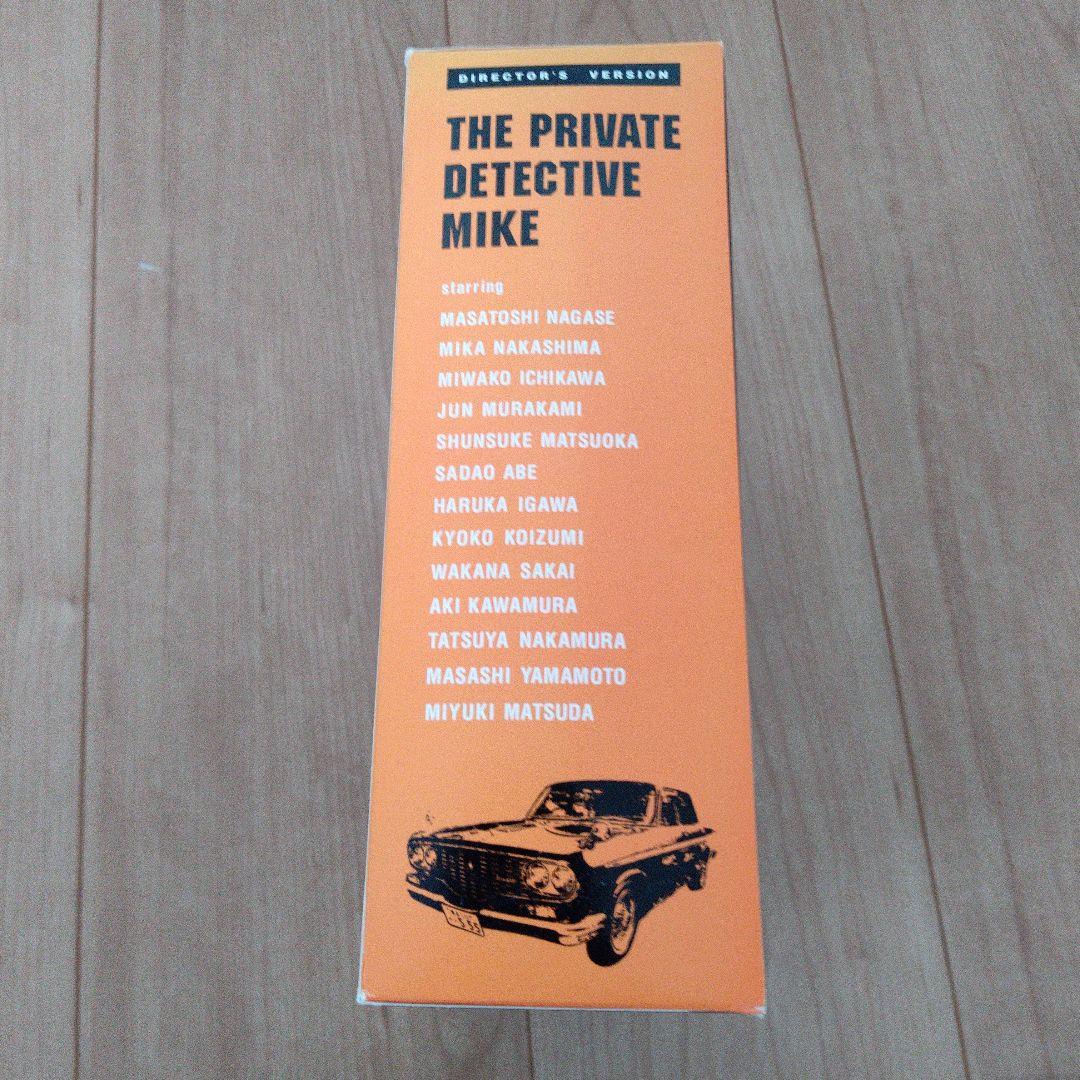 DIRECTOR'S VERSION
THE PRIVATE
DETECTIVE
MIKE
starring
MASATOSHI NAGASE
MIKA NAKASHIMA
MIWAKO ICHIKAWA
JUN MURAKAMI
SHUNSUKE MATSUOKA
SADAO ABE
HARUKA IGAWA
KYOKO KOIZUMI
WAKANA SAKAI
AKI KAWAMURA
TATSUYA NAKAMURA
MASASHI YAMAMOTO
MIYUKI MATSUDA